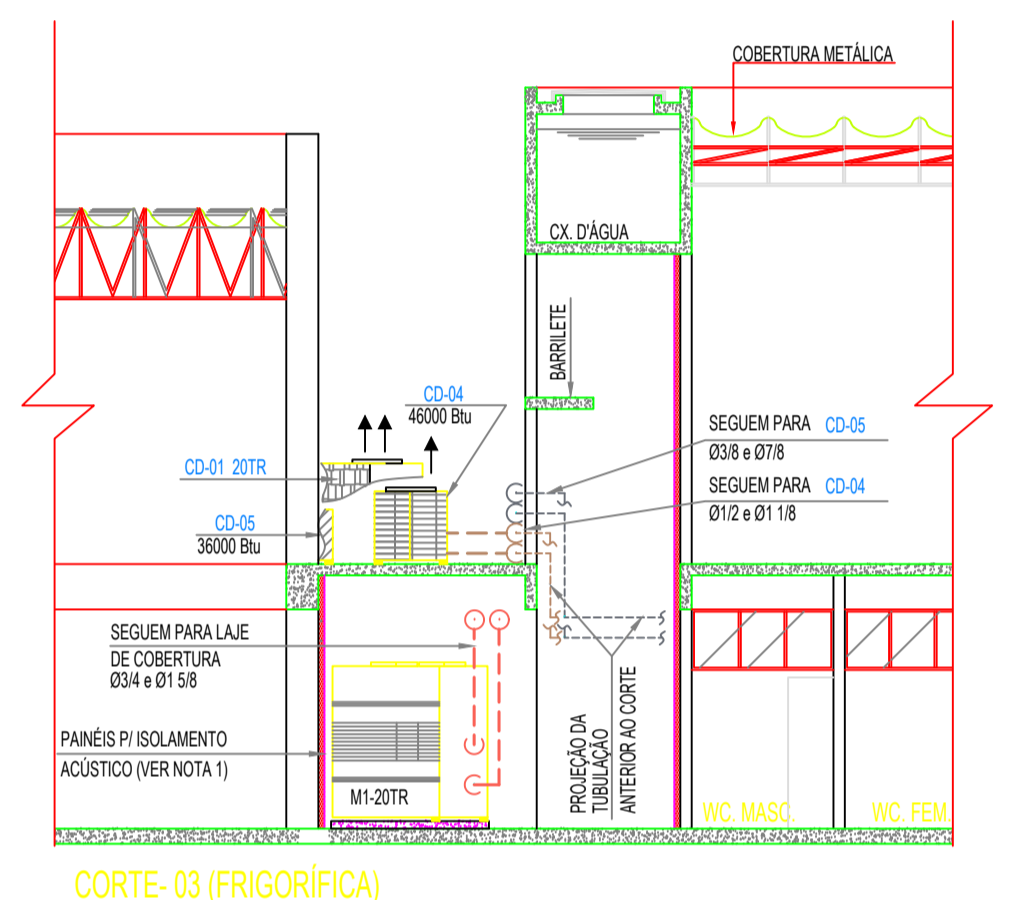 COBERTURA METÁLICA
CX. D'ÁGUA
BARRILETE
CD-04
46000 Btu
SEGUEM PARA CD-05
Ø3/8 e Ø7/8
CD-01 20TR
SEGUEM PARA CD-04
Ø1/2 e Ø1 1/8
CD-05
36000 Btu
SEGUEM PARA LAJE
DE COBERTURA
Ø3/4 e Ø1 5/8
PAINÉIS P/ ISOLAMENTO
ACÚSTICO (VER NOTA 1)
M1-20TR
PROJEÇÃO DA
TUBULAÇÃO
ANTERIOR AO CORTE
WC. MASC.
WC. FEM.
CORTE- 03 (FRIGORÍFICA)